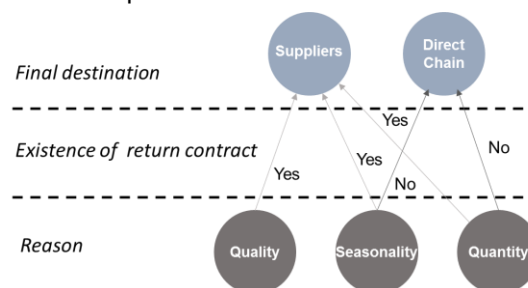 Suppliers
Direct
Chain
Final destination
Yes
Existence of return contract
Yes
No
Yes
No
Reason
Quality
Seasonality
Quantity